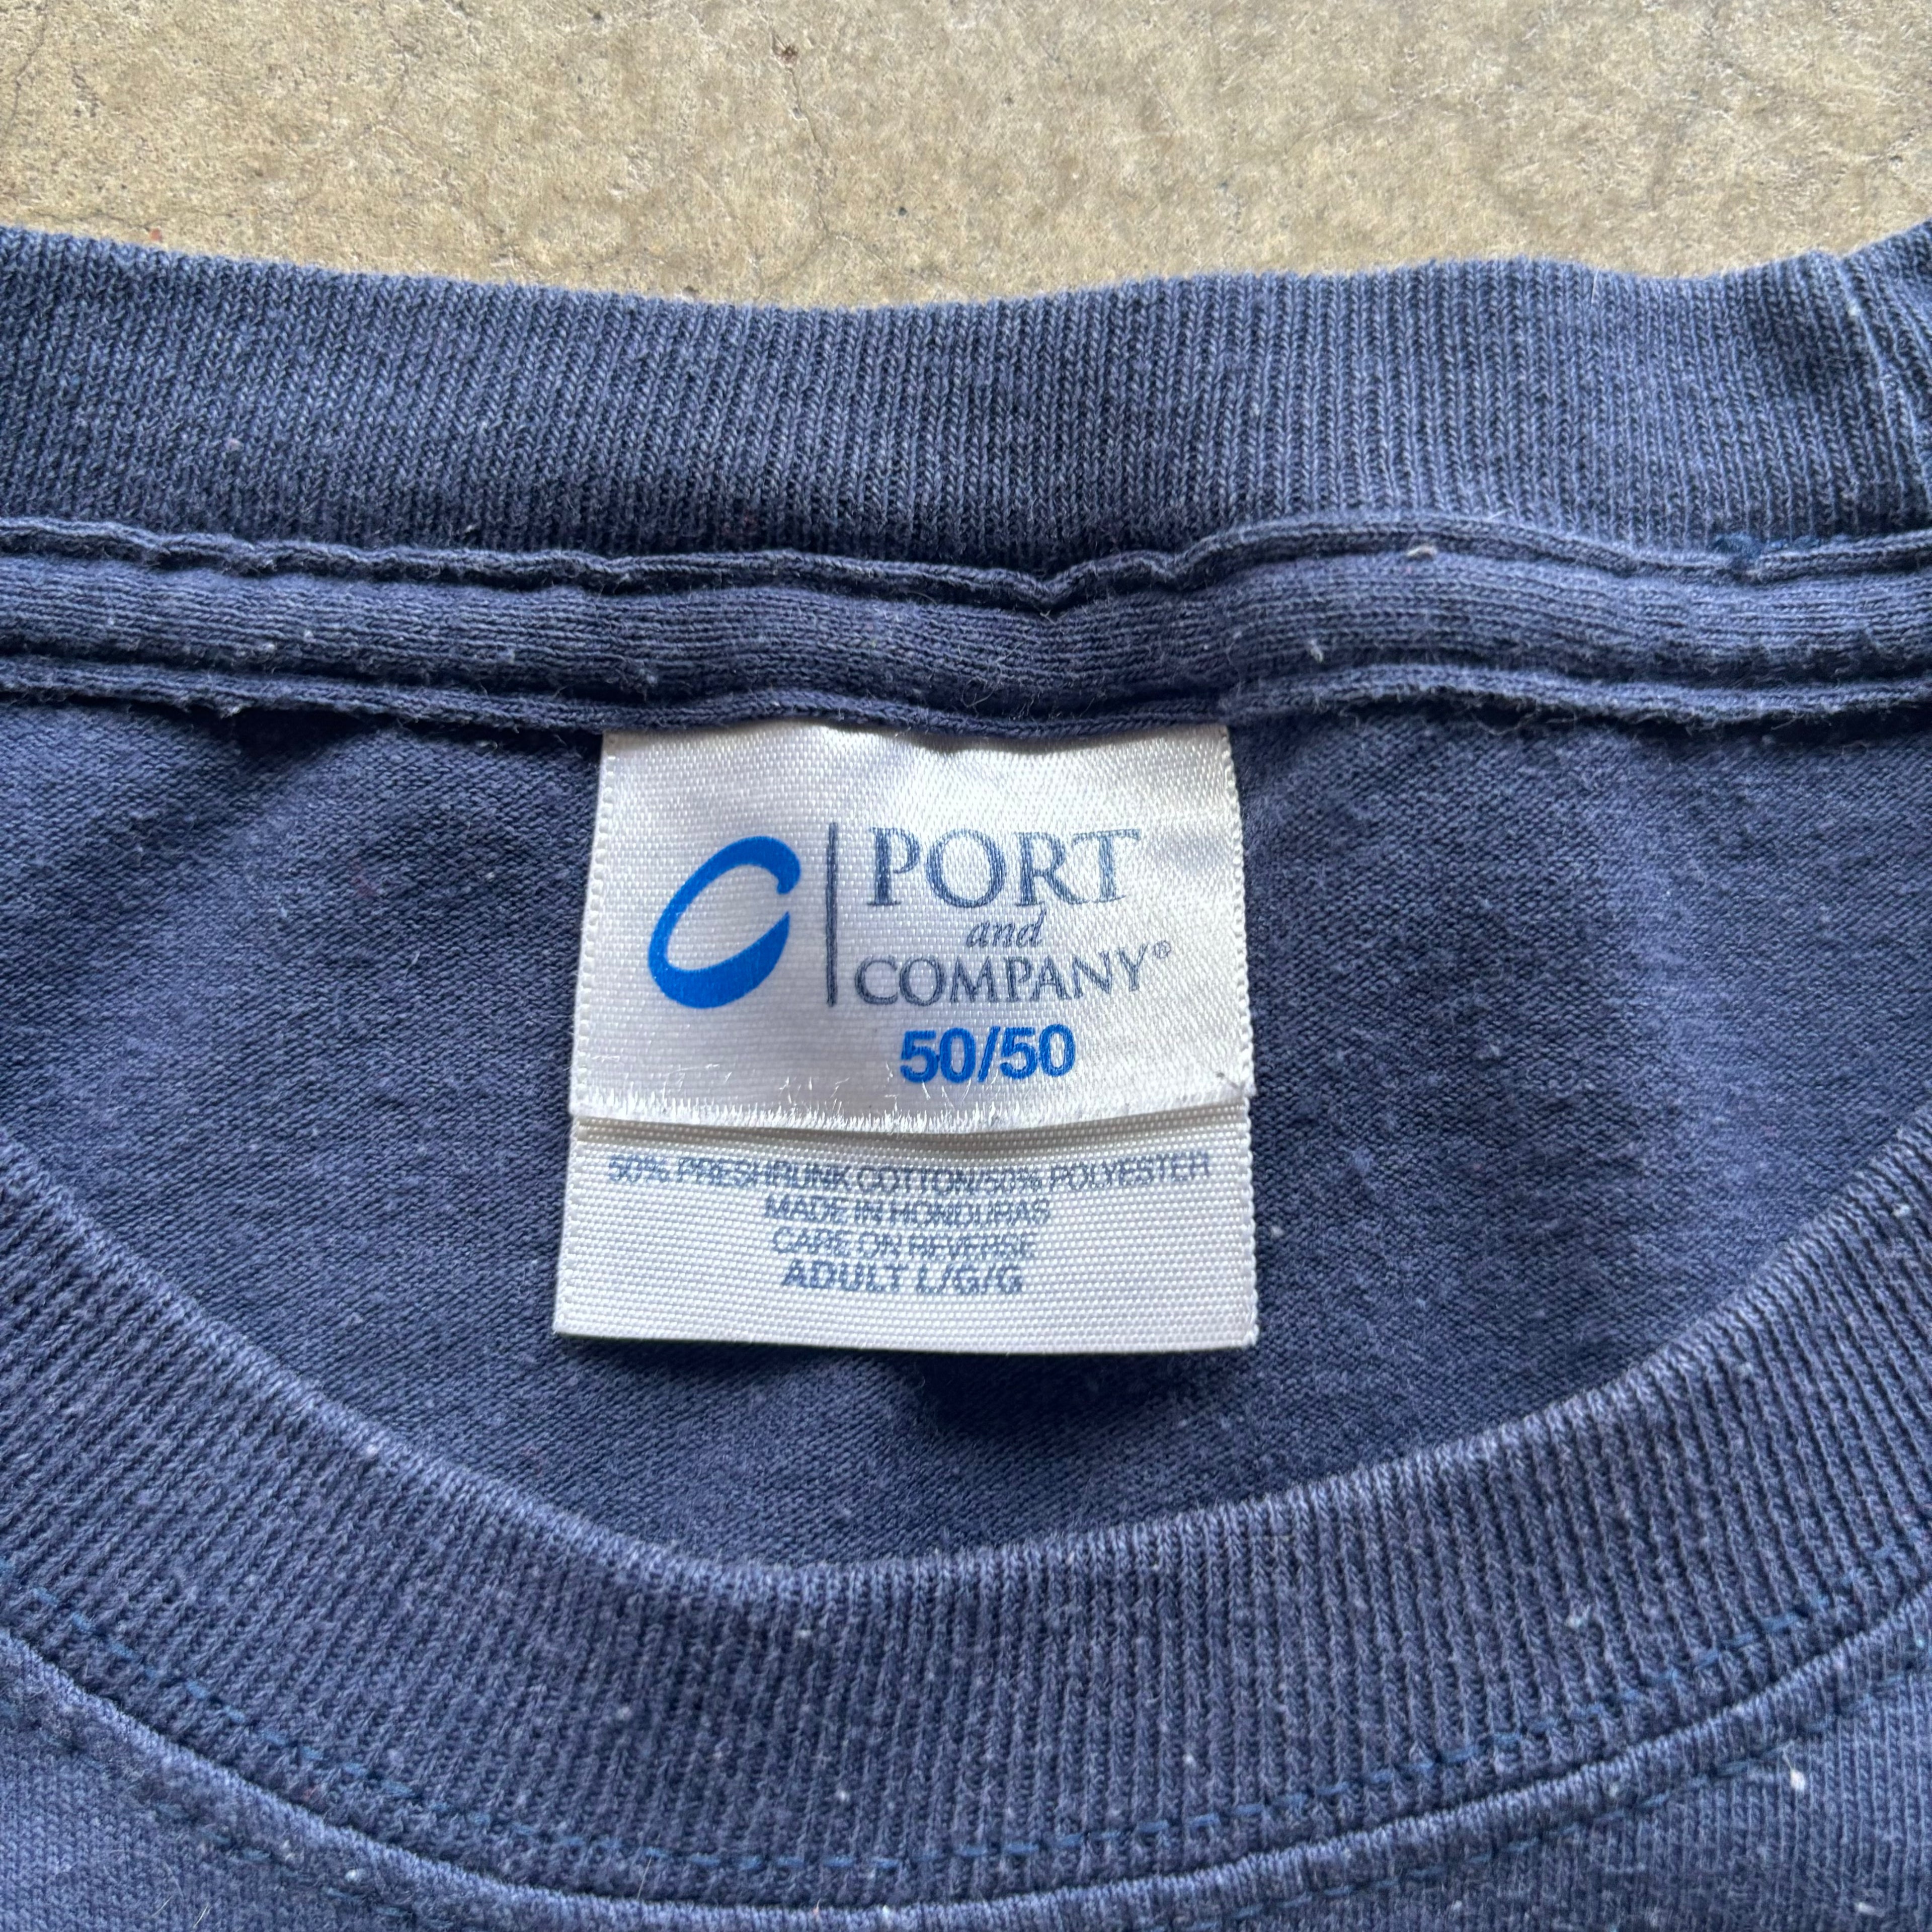 PORT
and
COMPANY®
50/50
50% PRESHRUNK COTTON/50% POLYESTER
MADE IN HONDURAS
CARE ON REVERSE
ADULT L/G/G